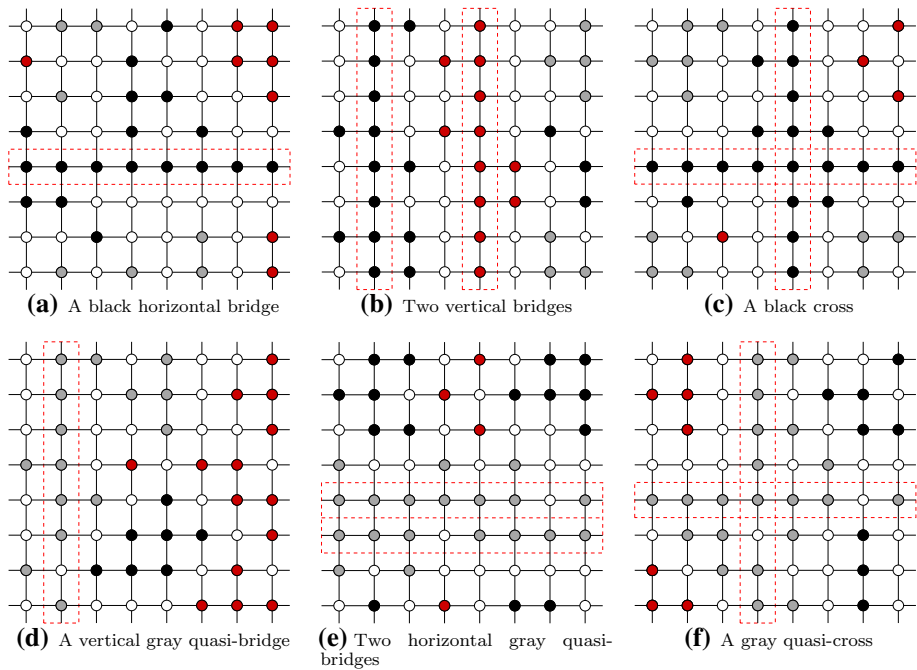 (a) A black horizontal bridge
(b) Two vertical bridges
(c) A black cross
(d) A vertical gray quasi-bridge
(e) Two horizontal gray quasi-
bridges
(f) A gray quasi-cross